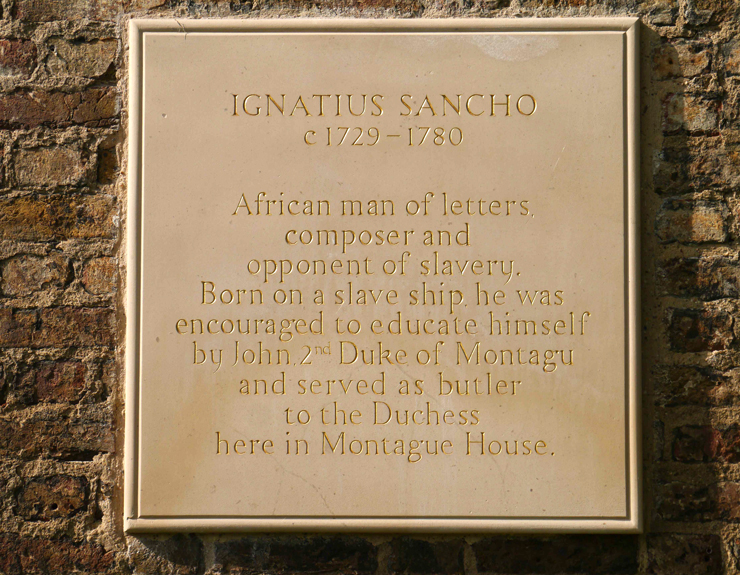 IGNATIUS SANCHO
c 1729-1780
African man of letters,
composer and
opponent of slavery.
Born on a slave ship, he was
encouraged to educate himself
by John, 2nd Duke of Montagu
and served as butler
to the Duchess
here in Montague House.